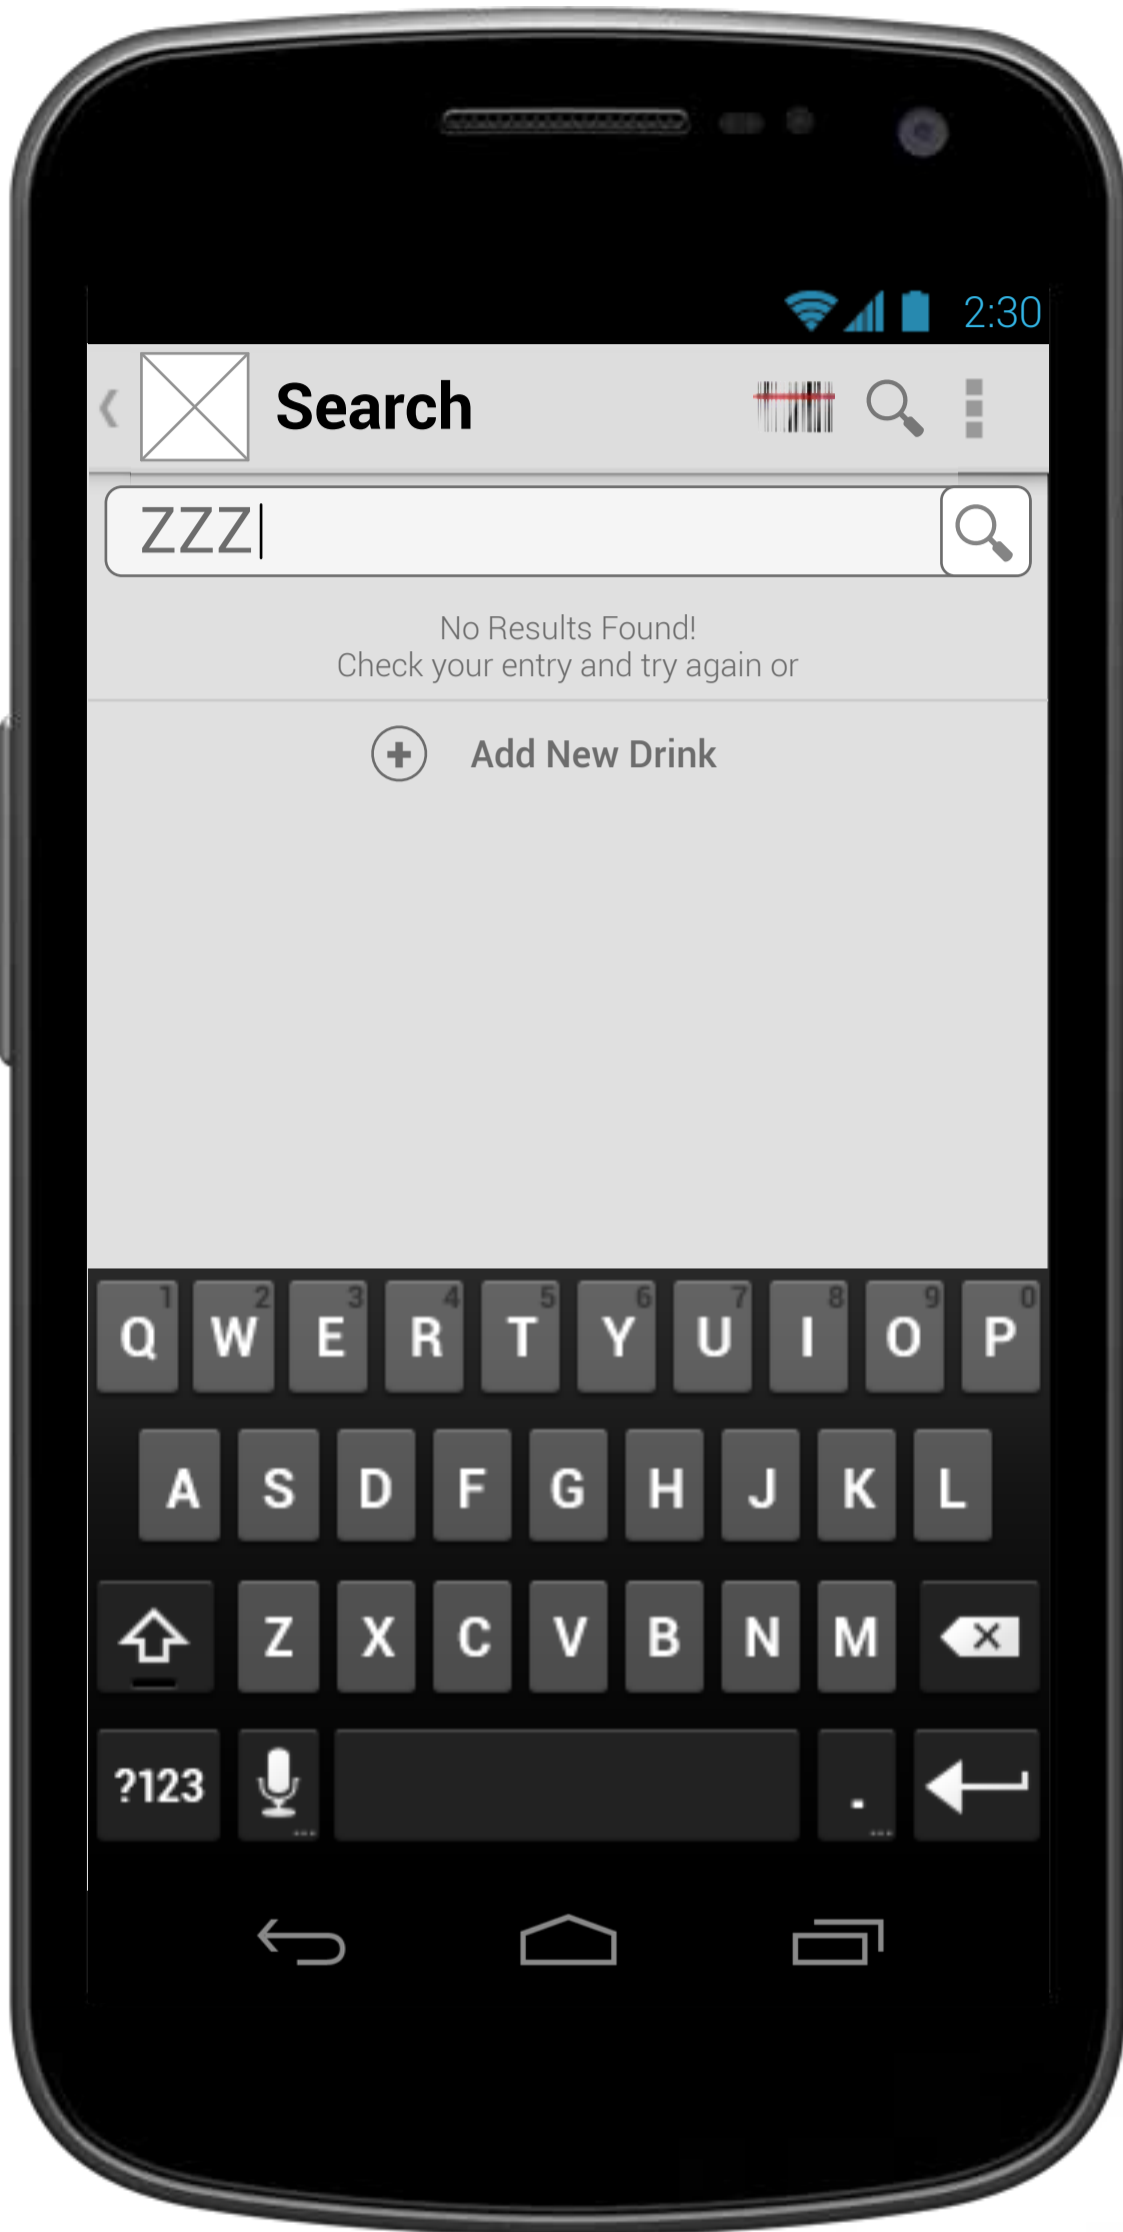 2:30
Search
ZZZ
No Results Found!
Check your entry and try again or
Add New Drink
1 2 3 4 5 6 7 8 9 0
Q W E R T Y U I O P
A S D F G H J K L
Z X C V B N M
?123 ... . ...